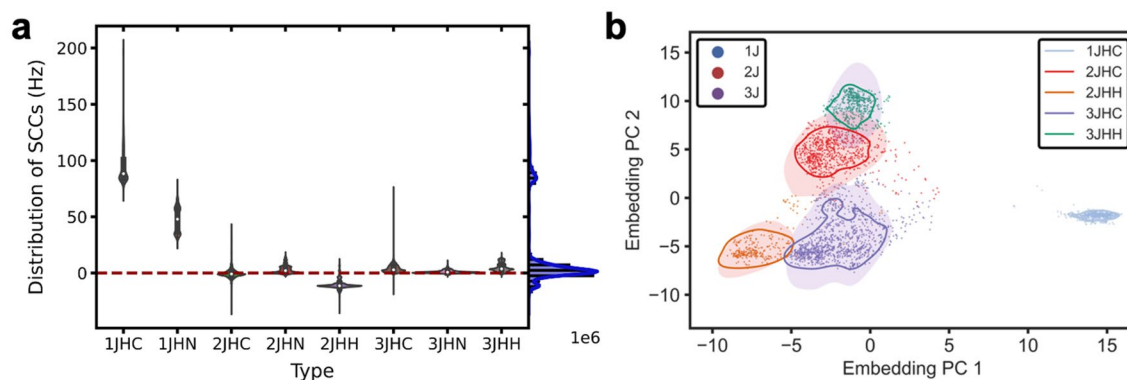 a
Distribution of SCCs (Hz)
200
150
100
50
0
1JHC 1JHN 2JHC 2JHN 2JHH 3JHC 3JHN 3JHH
1e6
Type
b
Embedding PC 2
15
10
5
0
−5
−10
1J
2J
3J
1JHC
2JHC
2JHH
3JHC
3JHH
−10 −5 0 5 10 15
Embedding PC 1